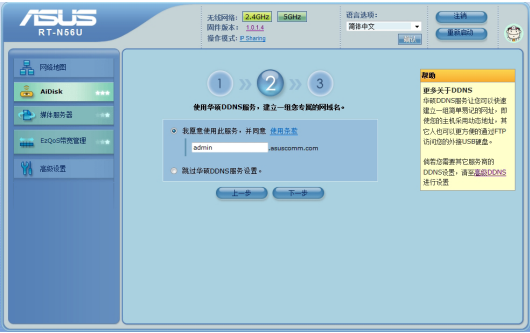 ASUS
RT-N56U
无线网络: 2.4GHz 5GHz
固件版本: 1.0.1.4
操作模式: IP Sharing
语言选项:
简体中文
注销
重新启动
网络地图
AiDisk
媒体服务器
EzQoS带宽管理
高级设置
1 » 2 » 3
使用华硕DDNS服务，建立一组您专属的网域名。
我愿意使用此服务，并同意 使用条款
admin .asuscomm.com
跳过华硕DDNS服务设置。
上一步 下一步
帮助
更多关于DDNS
华硕DDNS服务让您可以快速
建立一组简单易记的网址，即
使您的主机采用动态地址，其
它人也可以更方便的通过FTP
访问您的外接USB硬盘。
倘若您需要其它服务商的
DDNS设置，请至高级DDNS
进行设置